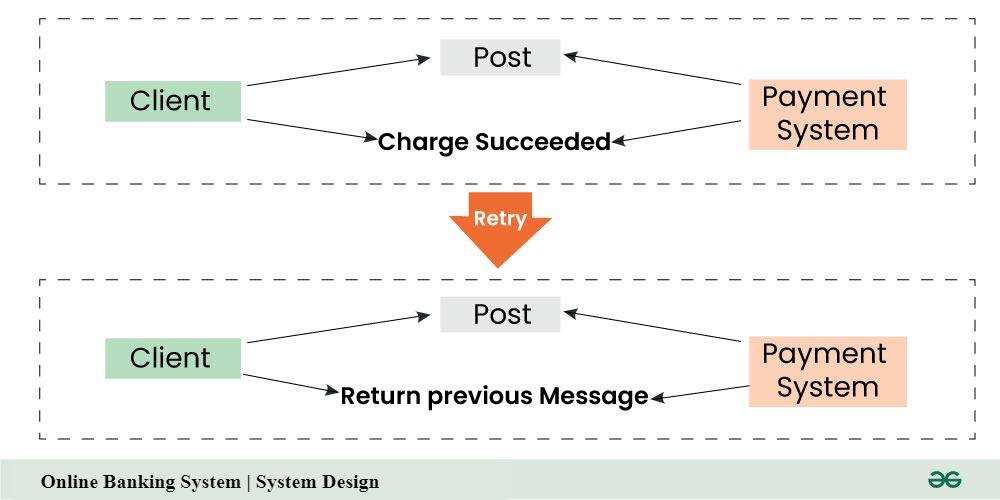 Post
Client
Payment
System
Charge Succeeded
Retry
Post
Client
Payment
System
Return previous Message
Online Banking System | System Design